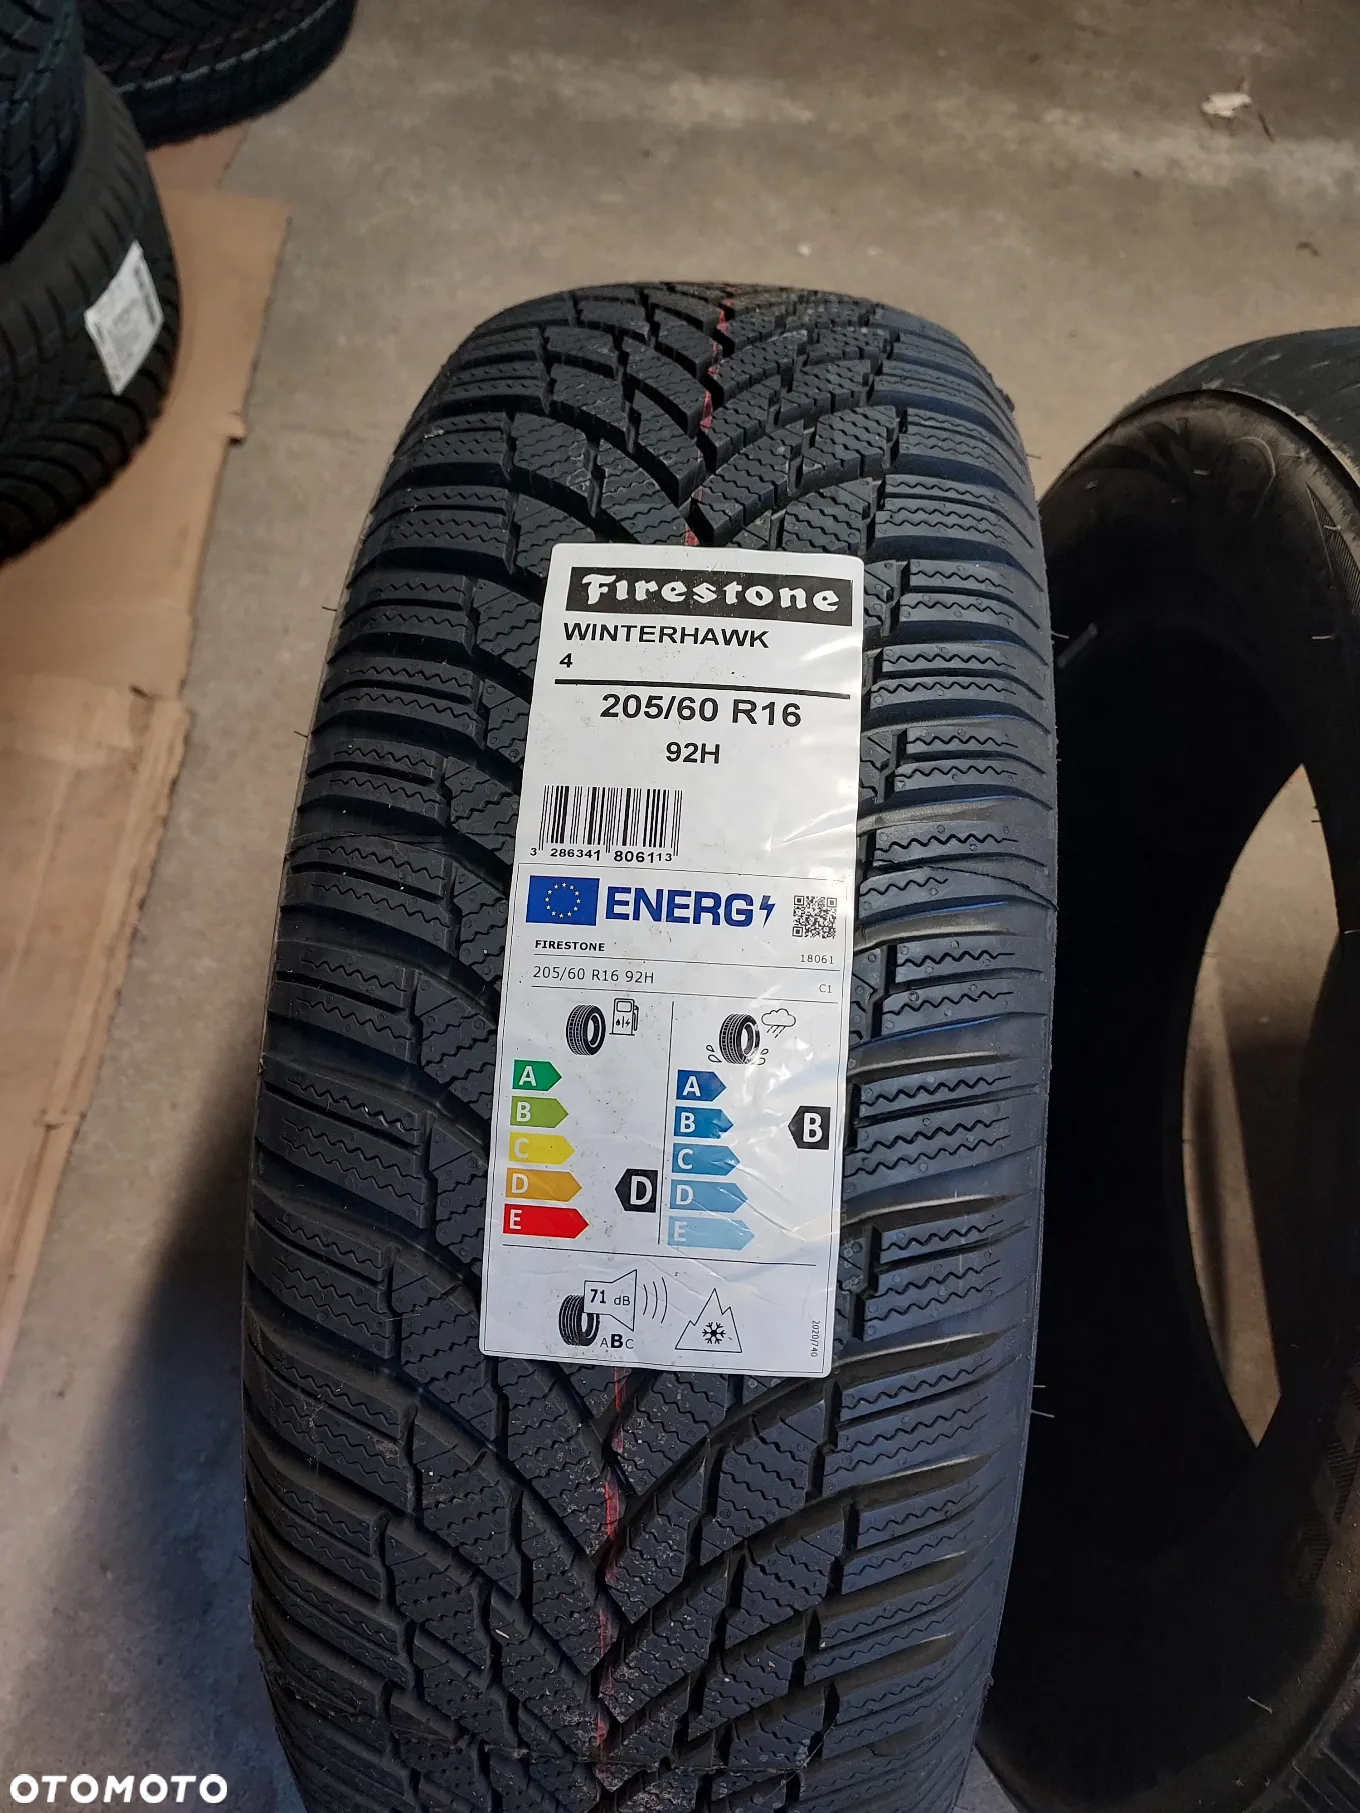 Firestone
WINTERHAWK
4
205/60 R16
92H
3 286341 806113
ENERG
FIRESTONE 18061
205/60 R16 92H C1
A A
B B B
C C
D D D
E E
71 dB
ABC
2020/740
OTOMOTO